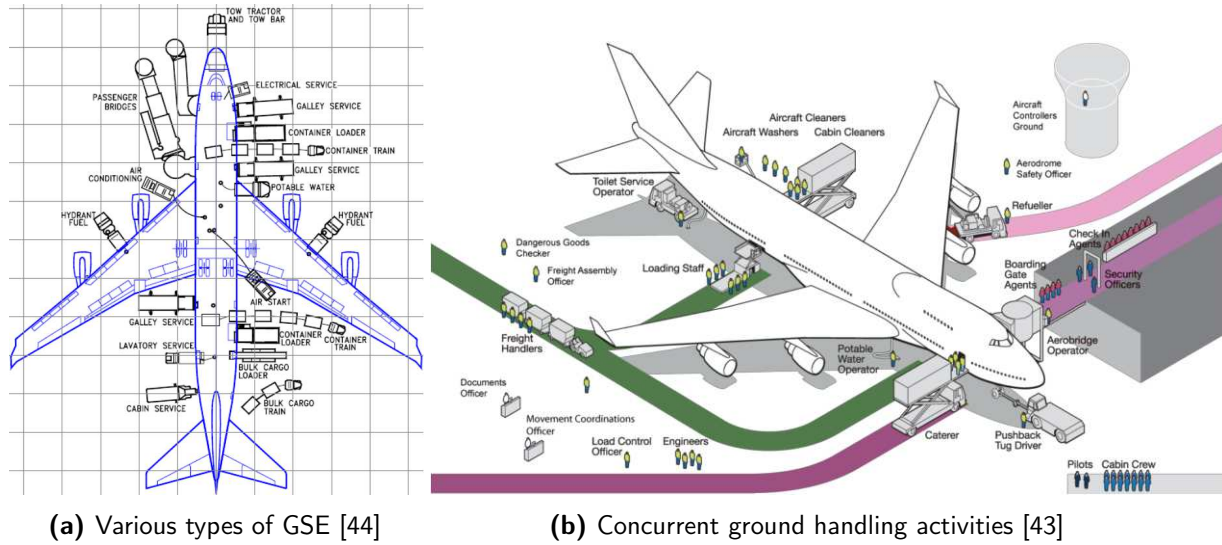 TOW TRACTOR
AND TOW BAR
ELECTRICAL SERVICE
PASSENGER
BRIDGES
GALLEY SERVICE
CONTAINER LOADER
CONTAINER TRAIN
GALLEY SERVICE
AIR
CONDITIONING
POTABLE WATER
HYDRANT
FUEL
HYDRANT
FUEL
AIR START
GALLEY SERVICE
CONTAINER
LOADER
CONTAINER
TRAIN
LAVATORY SERVICE
BULK CARGO
LOADER
CABIN SERVICE
BULK CARGO
TRAIN
(a) Various types of GSE [44]
Aircraft Cleaners
Aircraft Washers
Cabin Cleaners
Aircraft
Controllers
Ground
Aerodrome
Safety Officer
Toilet Service
Operator
Refueller
Check In
Agents
Dangerous Goods
Checker
Freight Assembly
Officer
Loading Staff
Boarding
Gate
Agents
Security
Officers
Freight
Handlers
Aerobridge
Operator
Potable
Water
Operator
Documents
Officer
Movement Coordinations
Officer
Load Control
Officer
Engineers
Caterer
Pushback
Tug Driver
Pilots
Cabin Crew
(b) Concurrent ground handling activities [43]